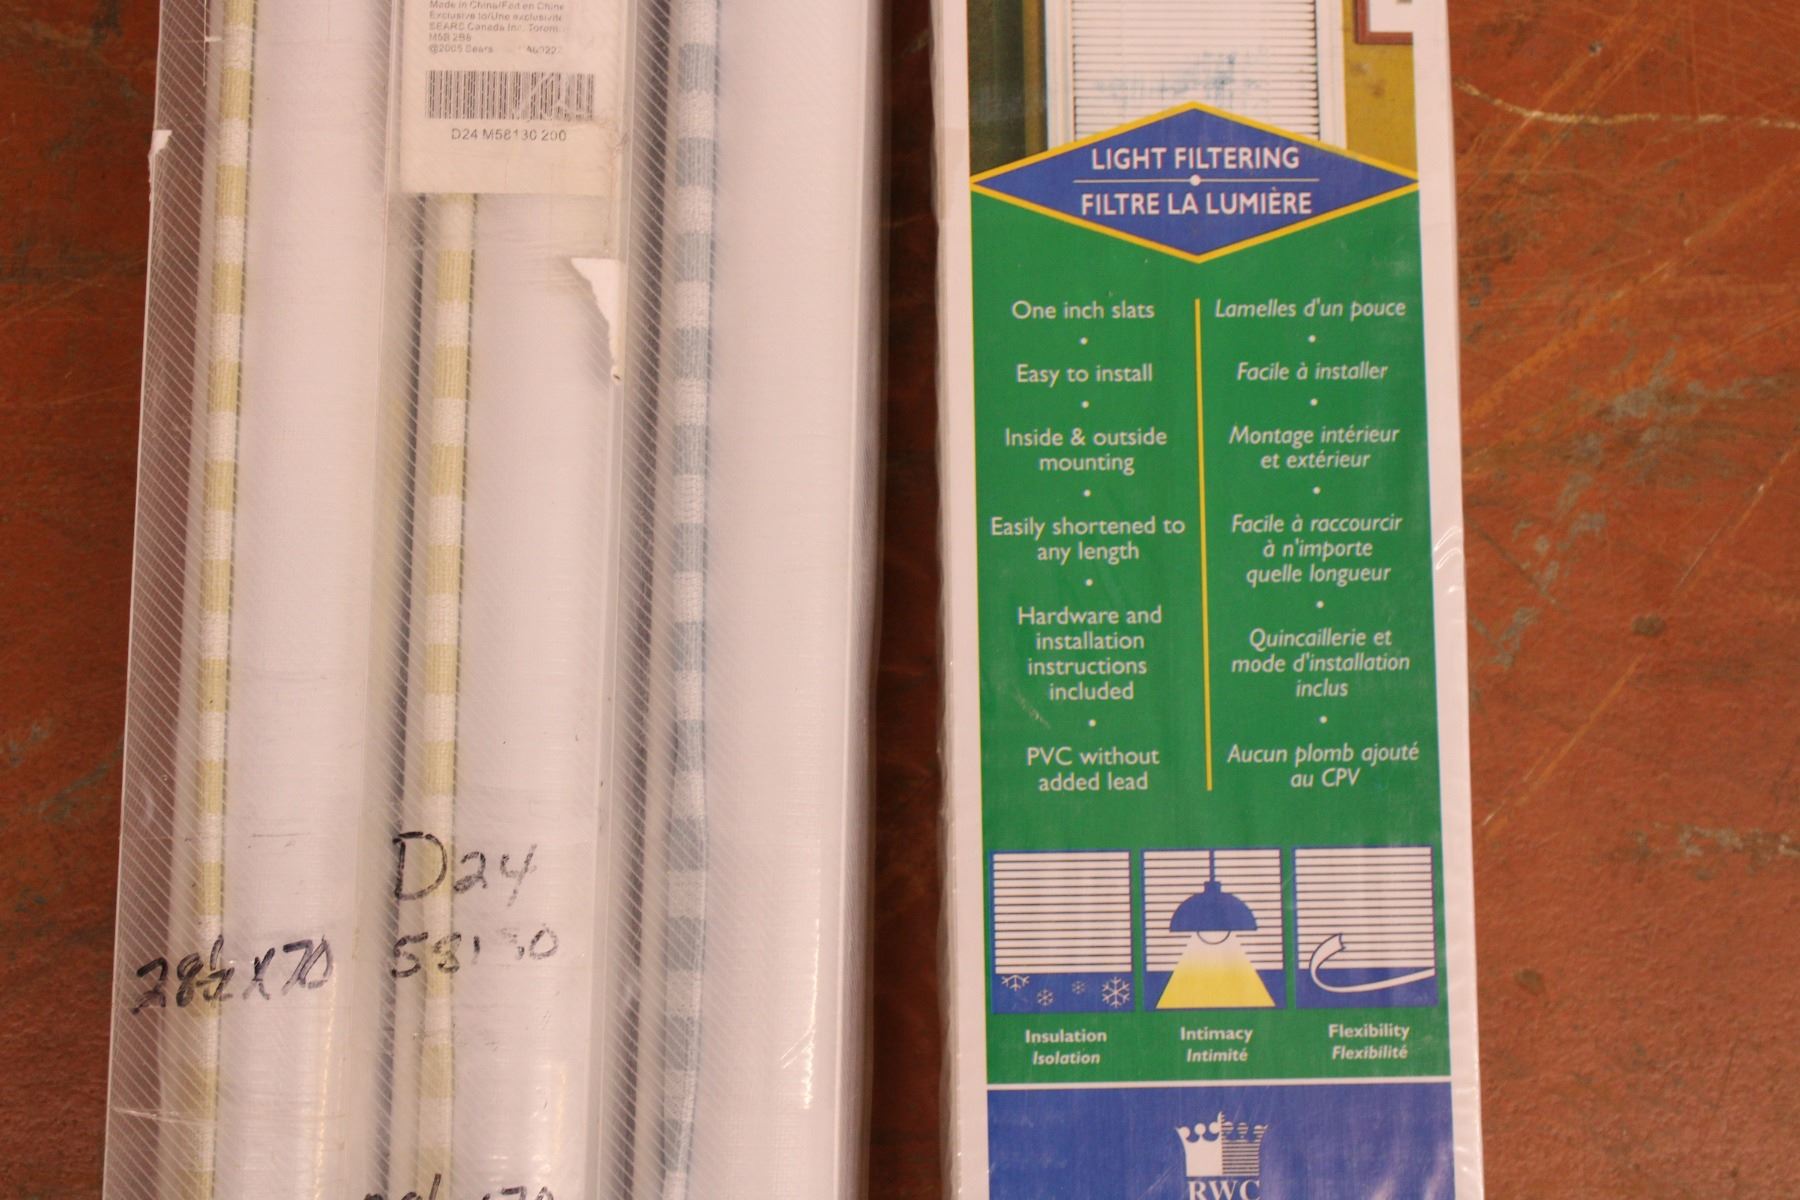 Made in China/Fait en Chine
Exclusive to/Une exclusivité
SEARS Canada Inc. Toron
M5B 2B8
@2005 Sears
D24 M58130 200
D24
28½ X 70
LIGHT FILTERING
FILTRE LA LUMIÈRE
One inch slats
Easy to install
Inside & outside
mounting
Easily shortened to
any length
Hardware and
installation
instructions
included
PVC without
added lead
Lamelles d'un pouce
Facile à installer
Montage intérieur
et extérieur
Facile à raccourcir
à n'importe
quelle longueur
Quincaillerie et
mode d'installation
inclus
Aucun plomb ajouté
au CPV
Insulation
Isolation
Intimacy
Intimité
Flexibility
Flexibilité
RWC